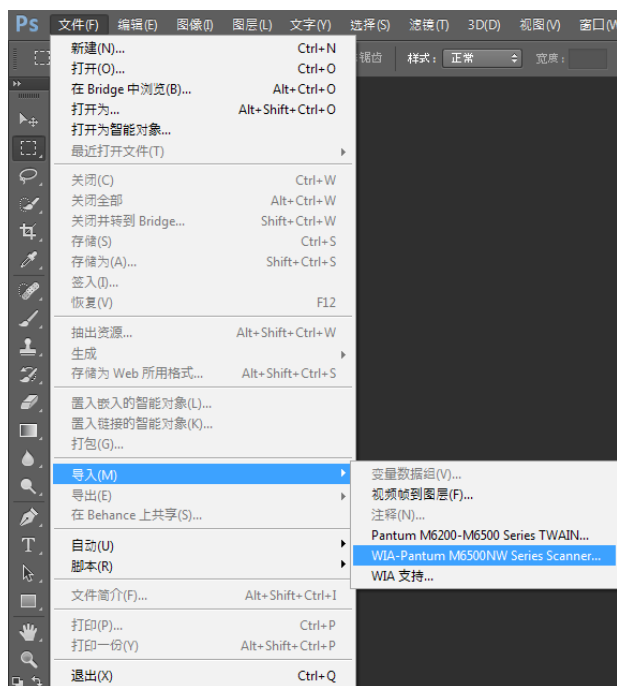 Ps 文件(F) 编辑(E) 图像(I) 图层(L) 文字(Y) 选择(S) 滤镜(T) 3D(D) 视图(V) 窗口(W
锯齿 样式： 正常 宽度：
新建(N)... Ctrl+N
打开(O)... Ctrl+O
在 Bridge 中浏览(B)... Alt+Ctrl+O
打开为... Alt+Shift+Ctrl+O
打开为智能对象...
最近打开文件(T)
关闭(C) Ctrl+W
关闭全部 Alt+Ctrl+W
关闭并转到 Bridge... Shift+Ctrl+W
存储(S) Ctrl+S
存储为(A)... Shift+Ctrl+S
签入(I)...
恢复(V) F12
抽出资源... Alt+Shift+Ctrl+W
生成
存储为 Web 所用格式... Alt+Shift+Ctrl+S
置入嵌入的智能对象(L)...
置入链接的智能对象(K)...
打包(G)...
导入(M)
变量数据组(V)...
导出(E)
视频帧到图层(F)...
在 Behance 上共享(S)...
注释(N)...
自动(U)
Pantum M6200-M6500 Series TWAIN...
脚本(R)
WIA-Pantum M6500NW Series Scanner...
WIA 支持...
文件简介(F)... Alt+Shift+Ctrl+I
打印(P)... Ctrl+P
打印一份(Y) Alt+Shift+Ctrl+P
退出(X) Ctrl+Q